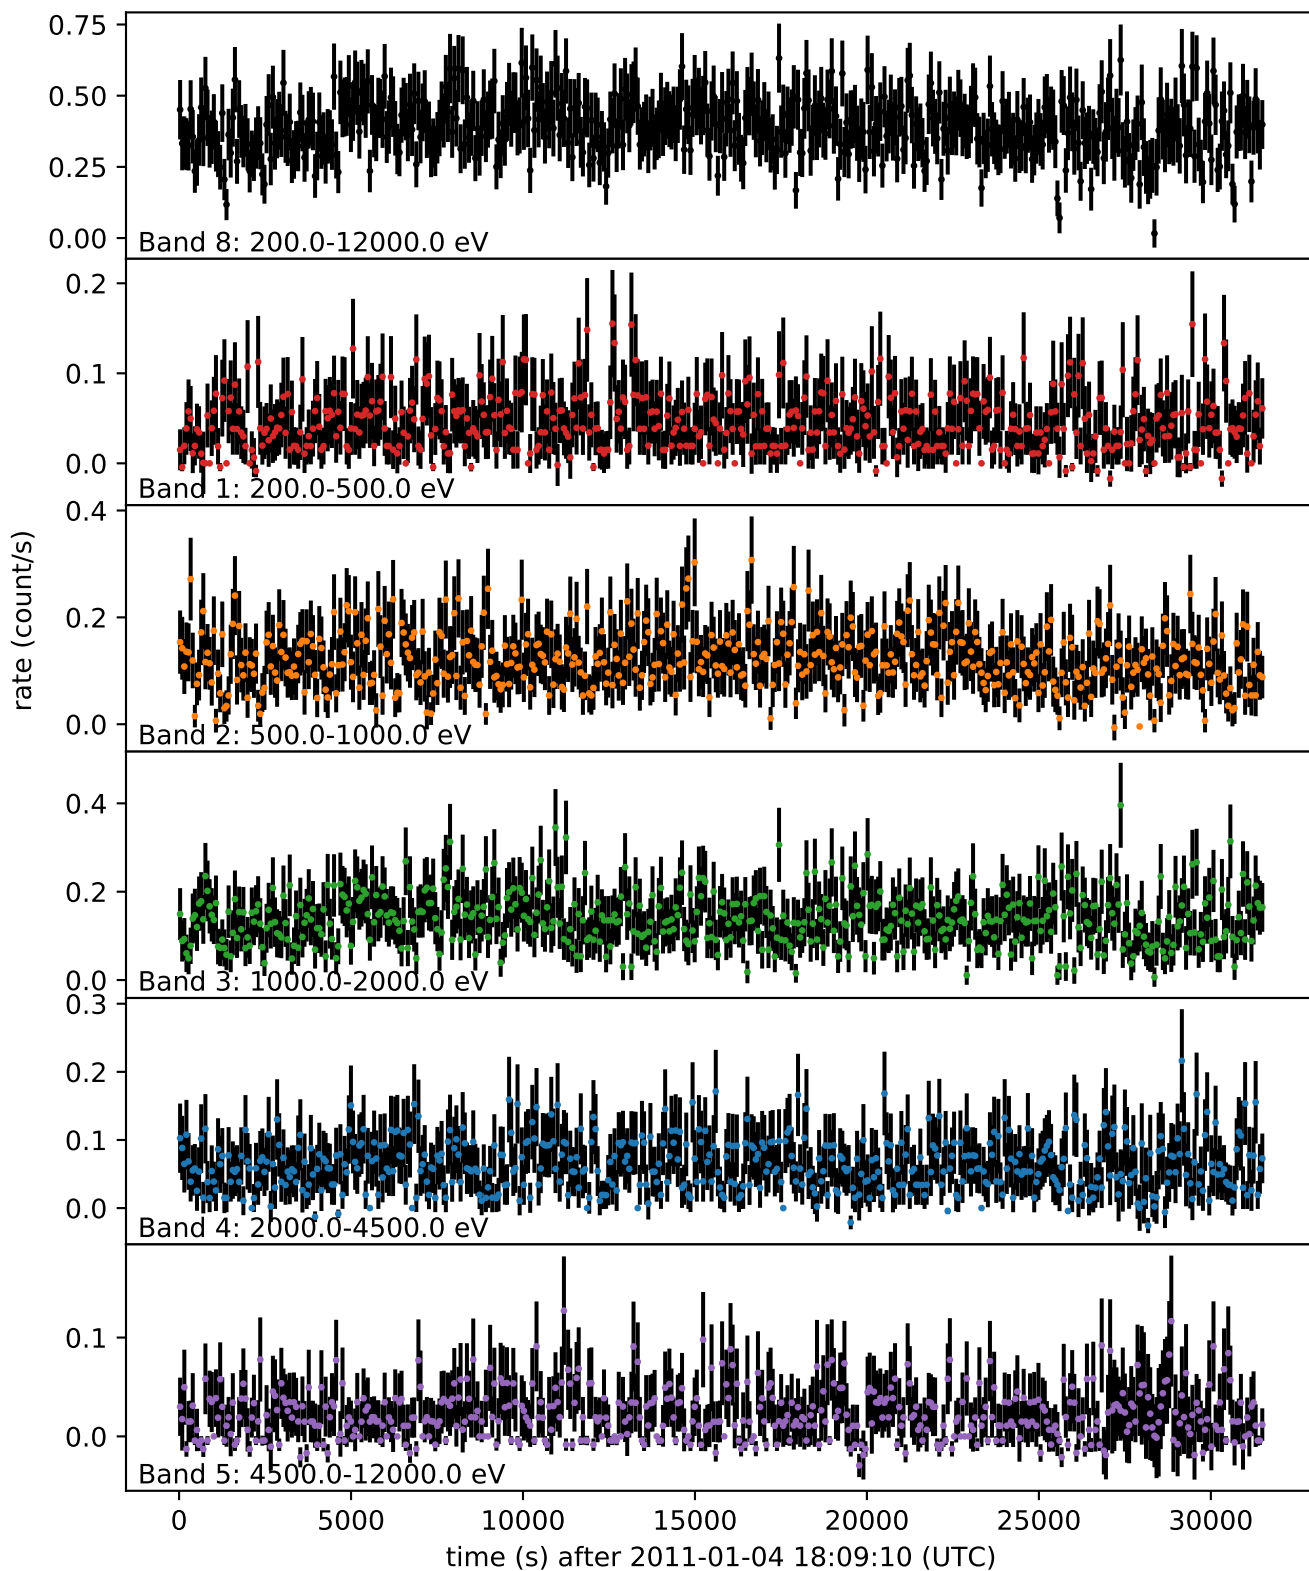 0.75
0.50
0.25
0.00
Band 8: 200.0-12000.0 eV
0.2
0.1
0.0
Band 1: 200.0-500.0 eV
0.4
0.2
0.0
Band 2: 500.0-1000.0 eV
rate (count/s)
0.4
0.2
0.0
Band 3: 1000.0-2000.0 eV
0.3
0.2
0.1
0.0
Band 4: 2000.0-4500.0 eV
0.1
0.0
Band 5: 4500.0-12000.0 eV
0 5000 10000 15000 20000 25000 30000
time (s) after 2011-01-04 18:09:10 (UTC)